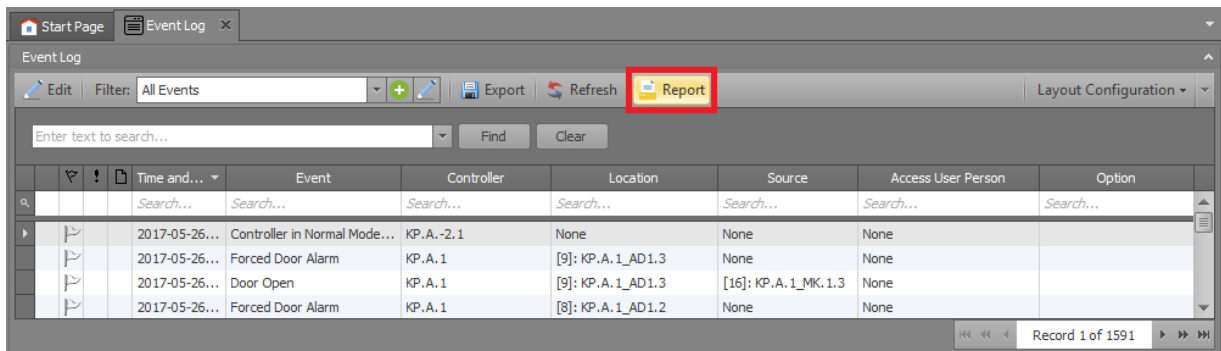 Start Page Event Log
Event Log
Edit Filter: All Events Export Refresh Report Layout Configuration
Enter text to search... Find Clear
! Time and... Event Controller Location Source Access User Person Option
Search... Search... Search... Search... Search... Search... Search...
2017-05-26... Controller in Normal Mode... KP.A.-2.1 None None None
2017-05-26... Forced Door Alarm KP.A.1 [9]: KP.A.1_AD1.3 None None
2017-05-26... Door Open KP.A.1 [9]: KP.A.1_AD1.3 [16]: KP.A.1_MK.1.3 None
2017-05-26... Forced Door Alarm KP.A.1 [8]: KP.A.1_AD1.2 None None
Record 1 of 1591